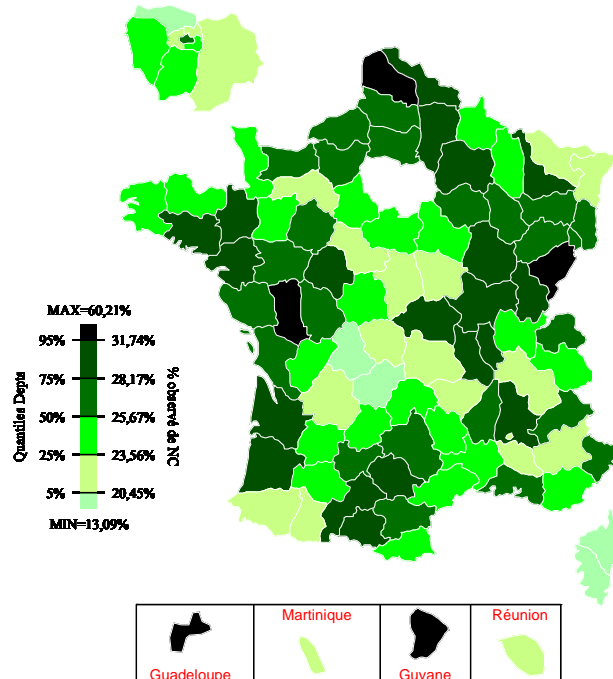 MAX=60,21%
95% 31,74%
75% 28,17%
50% 25,67%
25% 23,56%
5% 20,45%
MIN=13,09%
Quantiles Depts
% observé de NC
Martinique
Réunion
Guadeloupe
Guyane